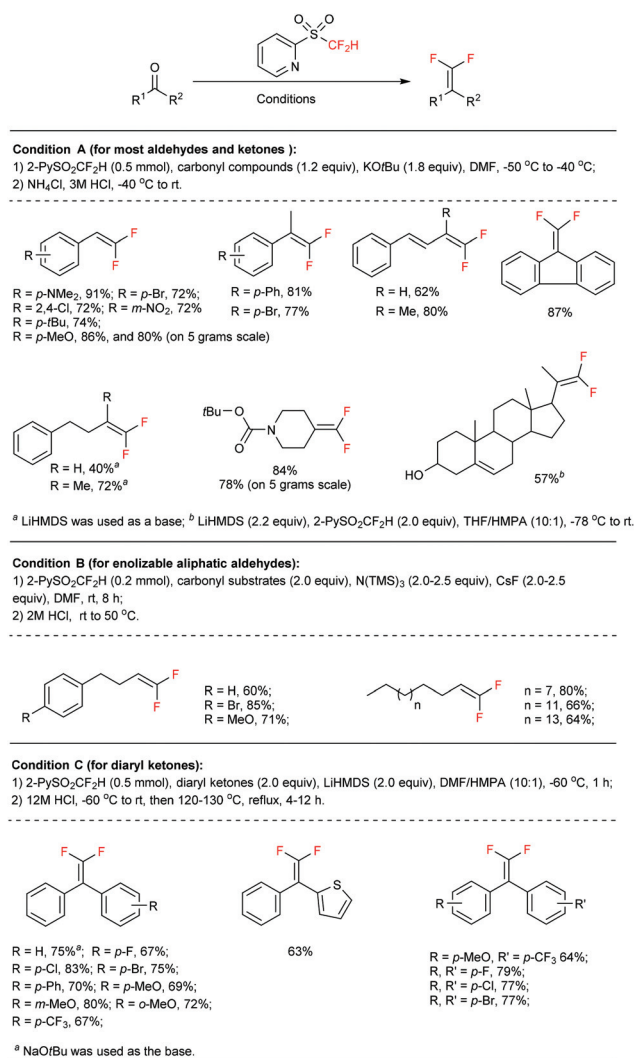 O O
S
CF2H
N
O
R1 R2
Conditions
F F
R1 R2
Condition A (for most aldehydes and ketones ):
1) 2-PySO2CF2H (0.5 mmol), carbonyl compounds (1.2 equiv), KOtBu (1.8 equiv), DMF, -50 °C to -40 °C;
2) NH4Cl, 3M HCl, -40 °C to rt.
R F F
R = p-NMe2, 91%; R = p-Br, 72%;
R = 2,4-Cl, 72%; R = m-NO2, 72%
R = p-tBu, 74%;
R = p-MeO, 86%, and 80% (on 5 grams scale)
R F F
R = p-Ph, 81%
R = p-Br, 77%
R F F
R = H, 62%
R = Me, 80%
F F
87%
R F F
R = H, 40%a
R = Me, 72%a
tBu O N O F F
84%
78% (on 5 grams scale)
HO F F
57%b
a LiHMDS was used as a base; b LiHMDS (2.2 equiv), 2-PySO2CF2H (2.0 equiv), THF/HMPA (10:1), -78 °C to rt.
Condition B (for enolizable aliphatic aldehydes):
1) 2-PySO2CF2H (0.2 mmol), carbonyl substrates (2.0 equiv), N(TMS)3 (2.0-2.5 equiv), CsF (2.0-2.5
equiv), DMF, rt, 8 h;
2) 2M HCl, rt to 50 °C.
R F F
R = H, 60%;
R = Br, 85%;
R = MeO, 71%;
n F F
n = 7, 80%;
n = 11, 66%;
n = 13, 64%;
Condition C (for diaryl ketones):
1) 2-PySO2CF2H (0.5 mmol), diaryl ketones (2.0 equiv), LiHMDS (2.0 equiv), DMF/HMPA (10:1), -60 °C, 1 h;
2) 12M HCl, -60 °C to rt, then 120-130 °C, reflux, 4-12 h.
F F
R
R = H, 75%a; R = p-F, 67%;
R = p-Cl, 83%; R = p-Br, 75%;
R = p-Ph, 70%; R = p-MeO, 69%;
R = m-MeO, 80%; R = o-MeO, 72%;
R = p-CF3, 67%;
F F
S
63%
F F
R R'
R = p-MeO, R' = p-CF3 64%;
R, R' = p-F, 79%;
R, R' = p-Cl, 77%;
R, R' = p-Br, 77%;
a NaOtBu was used as the base.